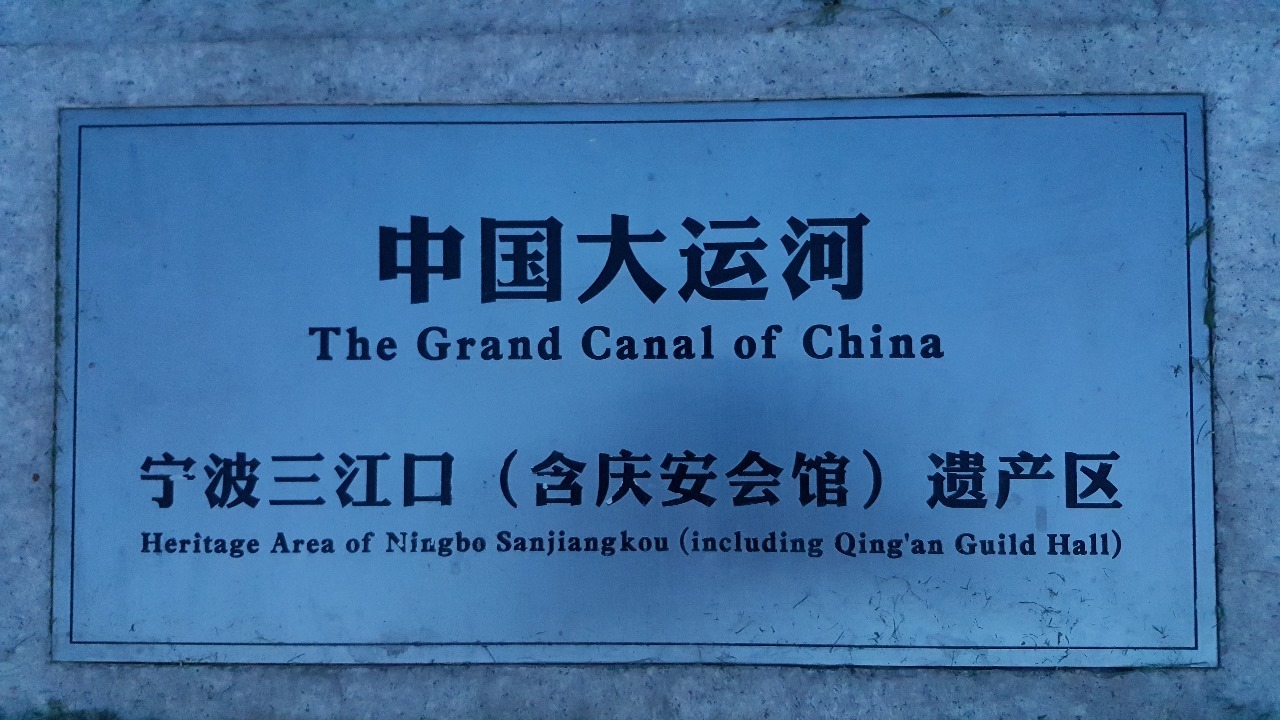 中国大运河
The Grand Canal of China
宁波三江口（含庆安会馆）遗产区
Heritage Area of Ningbo Sanjiangkou (including Qing'an Guild Hall)